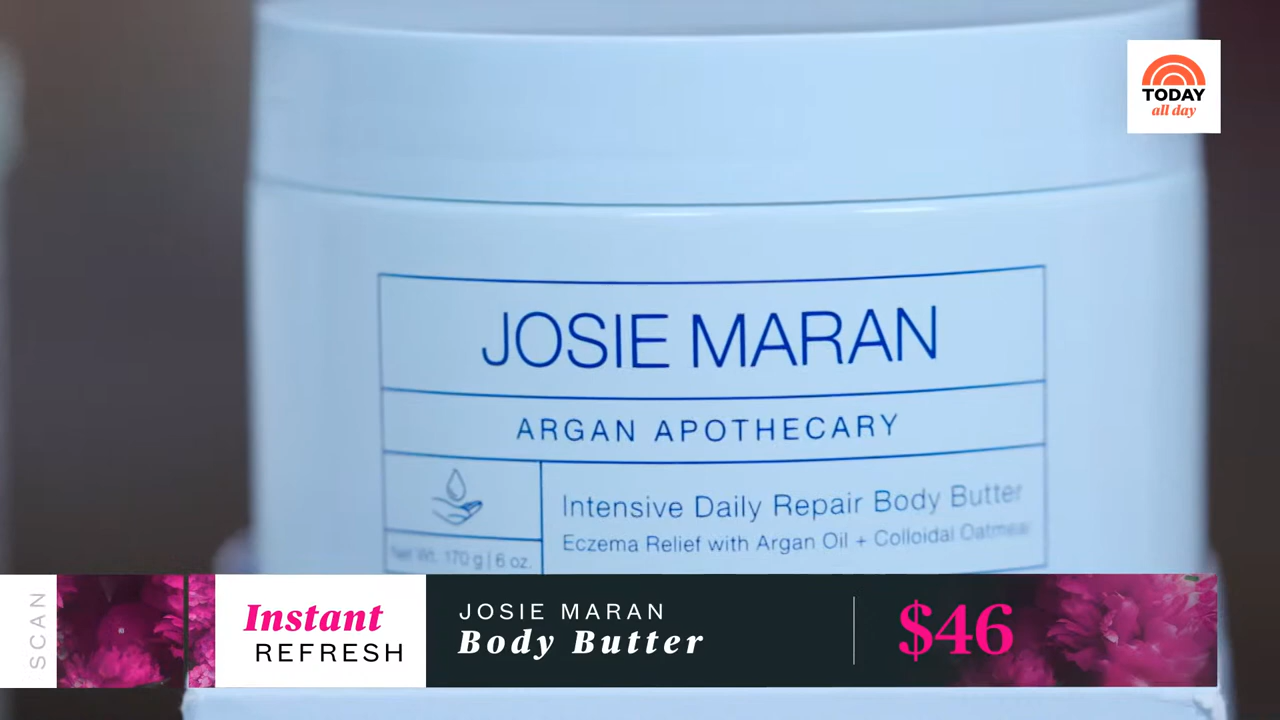 TODAY
all day
JOSIE MARAN
ARGAN APOTHECARY
Intensive Daily Repair Body Butter
Eczema Relief with Argan Oil + Colloidal Oatmeal
Net Wt. 170 g | 6 oz.
SCAN
Instant
REFRESH
JOSIE MARAN
Body Butter
$46